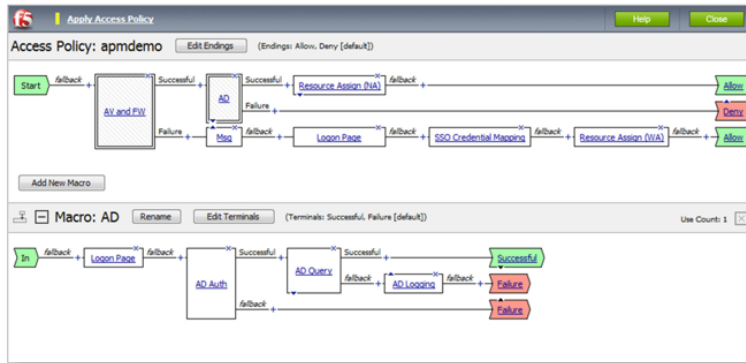 f5 Apply Access Policy Help Close
Access Policy: apmdemo Edit Endings (Endings: Allow, Deny [default])
Start fallback + AV and FW Successful + AD Successful + Resource Assign (NA) fallback + Allow
Failure + Deny
Failure + Msg fallback + Logon Page fallback + SSO Credential Mapping fallback + Resource Assign (WA) fallback + Allow
Add New Macro
Macro: AD Rename Edit Terminals (Terminals: Successful, Failure [default]) Use Count: 1
In fallback + Logon Page fallback + AD Auth Successful + AD Query Successful + Successful
fallback + AD Logging fallback + Failure
fallback + Failure